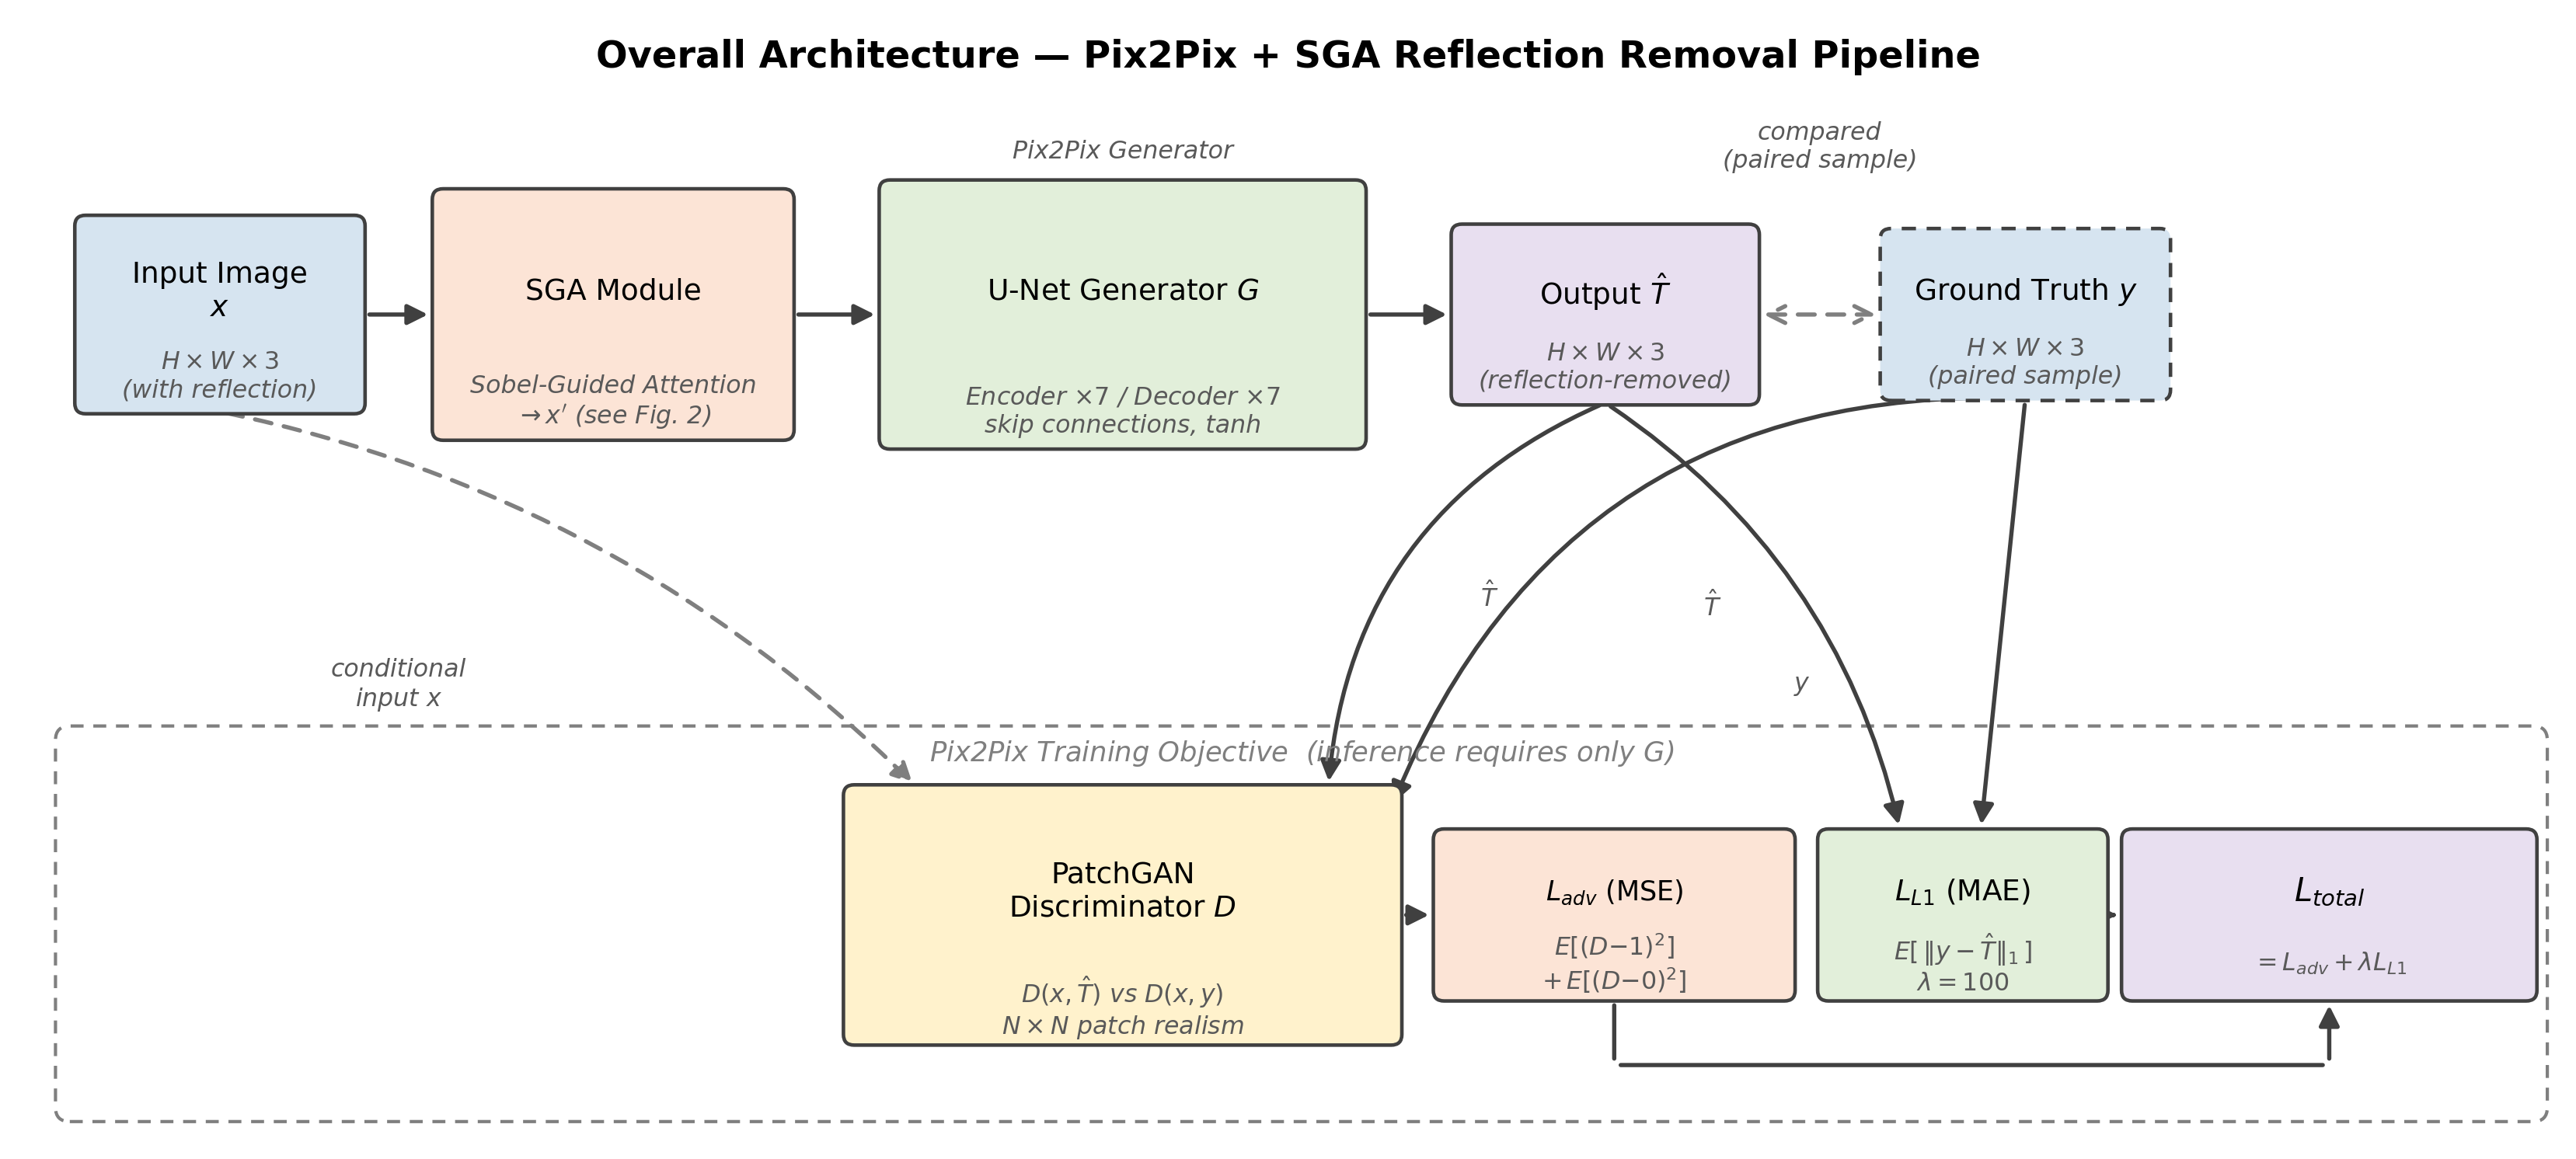 Overall Architecture — Pix2Pix + SGA Reflection Removal Pipeline
compared
(paired sample)
Pix2Pix Generator
Input Image
x
H × W × 3
(with reflection)
SGA Module
Sobel-Guided Attention
→ x′ (see Fig. 2)
U-Net Generator G
Encoder ×7 / Decoder ×7
skip connections, tanh
Output T̂
H × W × 3
(reflection-removed)
Ground Truth y
H × W × 3
(paired sample)
T̂
T̂
y
conditional
input x
Pix2Pix Training Objective (inference requires only G)
PatchGAN
Discriminator D
D(x, T̂) vs D(x, y)
N × N patch realism
L_adv (MSE)
E[(D−1)²]
+ E[(D−0)²]
L_L1 (MAE)
E[ ‖y − T̂‖₁ ]
λ = 100
L_total
= L_adv + λL_L1